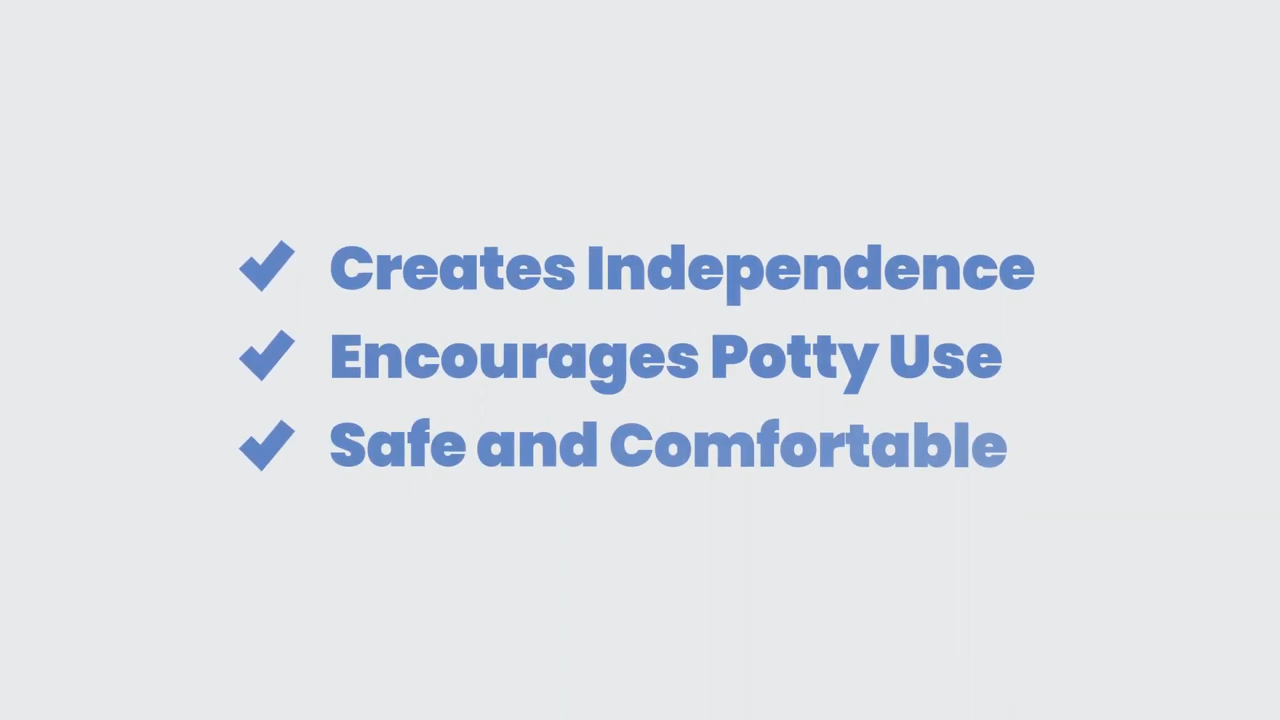 Creates Independence
Encourages Potty Use
Safe and Comfortable